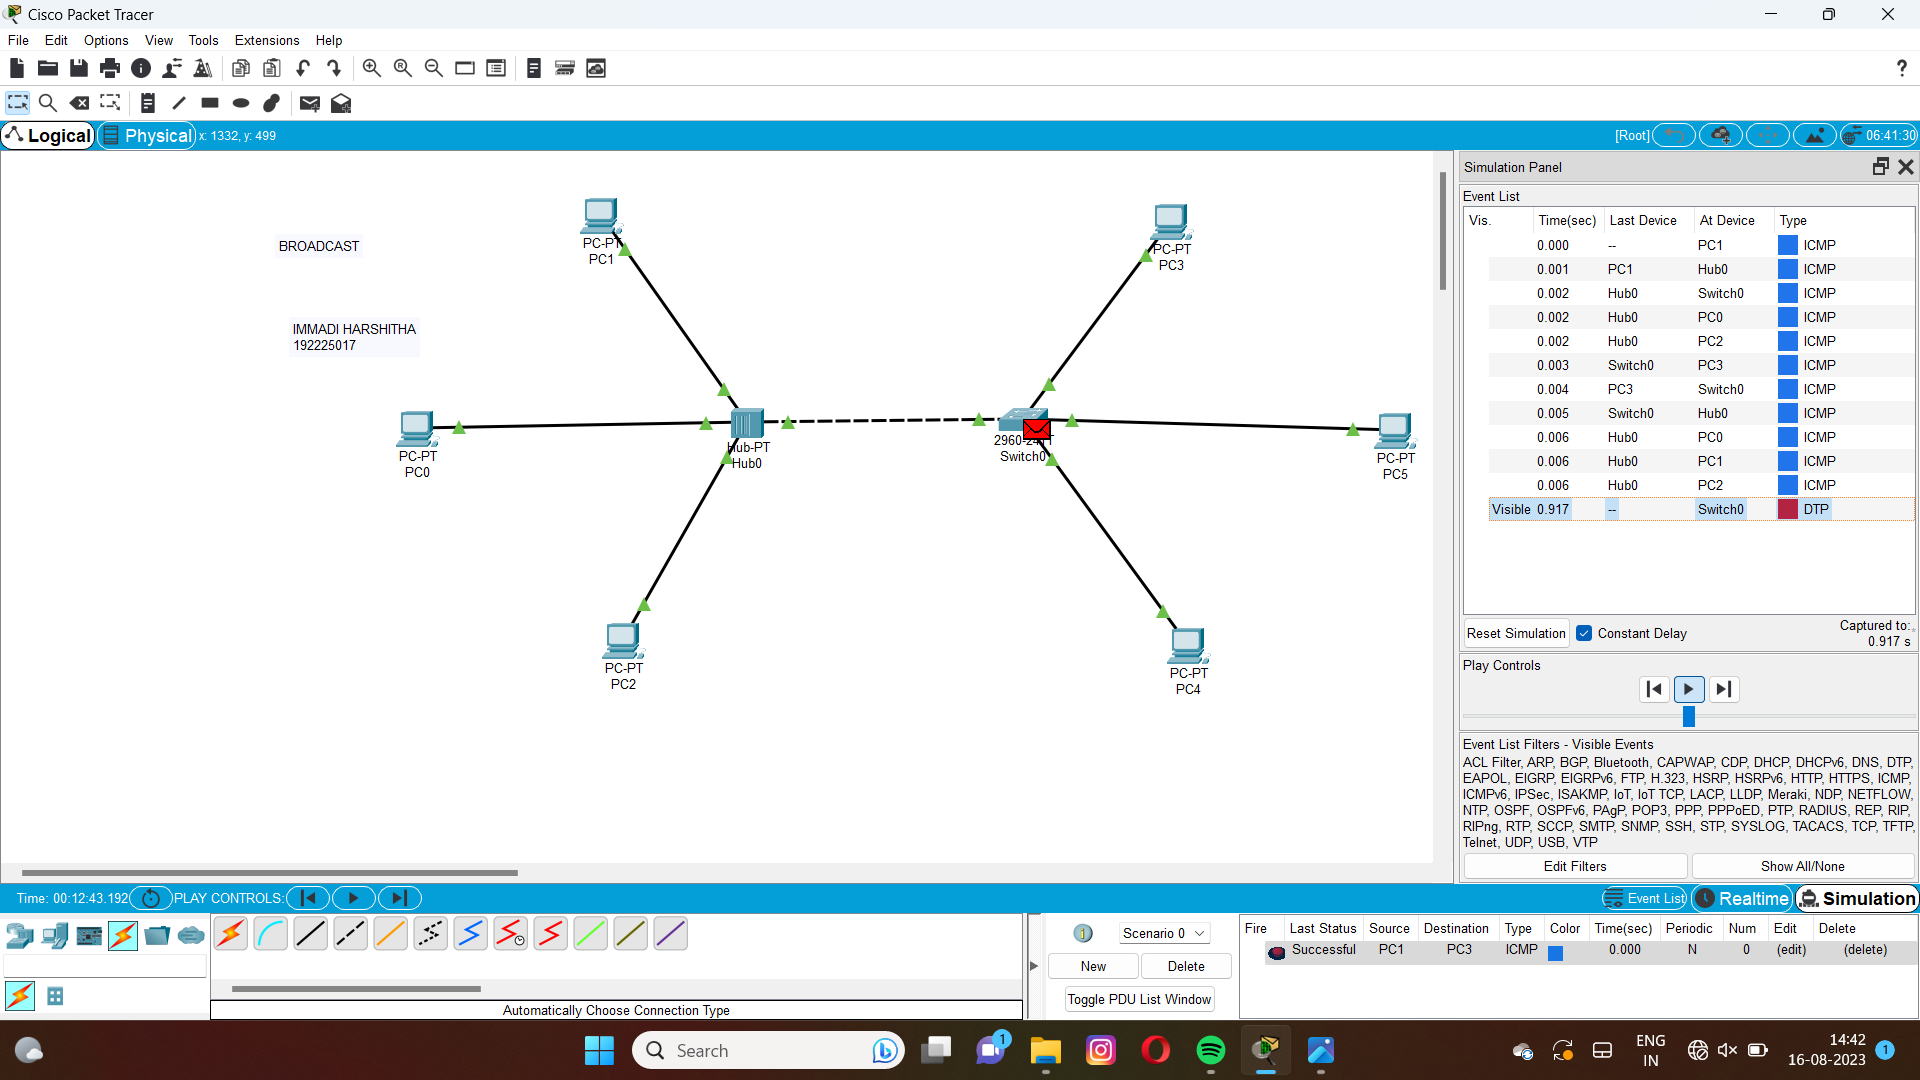 Cisco Packet Tracer
File Edit Options View Tools Extensions Help
Logical Physical x: 1332, y: 499 [Root] 06:41:30
BROADCAST
IMMADI HARSHITHA
192225017
PC-PT
PC1
PC-PT
PC3
PC-PT
PC0
Hub-PT
Hub0
Switch0
PC-PT
PC5
PC-PT
PC2
PC-PT
PC4
Simulation Panel
Event List
Vis. Time(sec) Last Device At Device Type
0.000 -- PC1 ICMP
0.001 PC1 Hub0 ICMP
0.002 Hub0 Switch0 ICMP
0.002 Hub0 PC0 ICMP
0.002 Hub0 PC2 ICMP
0.003 Switch0 PC3 ICMP
0.004 PC3 Switch0 ICMP
0.005 Switch0 Hub0 ICMP
0.006 Hub0 PC0 ICMP
0.006 Hub0 PC1 ICMP
0.006 Hub0 PC2 ICMP
Visible 0.917 -- Switch0 DTP
Reset Simulation Constant Delay Captured to:
0.917 s
Play Controls
Event List Filters - Visible Events
ACL Filter, ARP, BGP, Bluetooth, CAPWAP, CDP, DHCP, DHCPv6, DNS, DTP,
EAPOL, EIGRP, EIGRPv6, FTP, H.323, HSRP, HSRPv6, HTTP, HTTPS, ICMP,
ICMPv6, IPSec, ISAKMP, IoT, IoT TCP, LACP, LLDP, Meraki, NDP, NETFLOW,
NTP, OSPF, OSPFv6, PAgP, POP3, PPP, PPPoED, PTP, RADIUS, REP, RIP,
RIPng, RTP, SCCP, SMTP, SNMP, SSH, STP, SYSLOG, TACACS, TCP, TFTP,
Telnet, UDP, USB, VTP
Edit Filters Show All/None
Time: 00:12:43.192 PLAY CONTROLS: Event List Realtime Simulation
Automatically Choose Connection Type
Scenario 0
New Delete
Toggle PDU List Window
Fire Last Status Source Destination Type Color Time(sec) Periodic Num Edit Delete
Successful PC1 PC3 ICMP 0.000 N 0 (edit) (delete)
Search
1
ENG
IN
14:42
16-08-2023
1